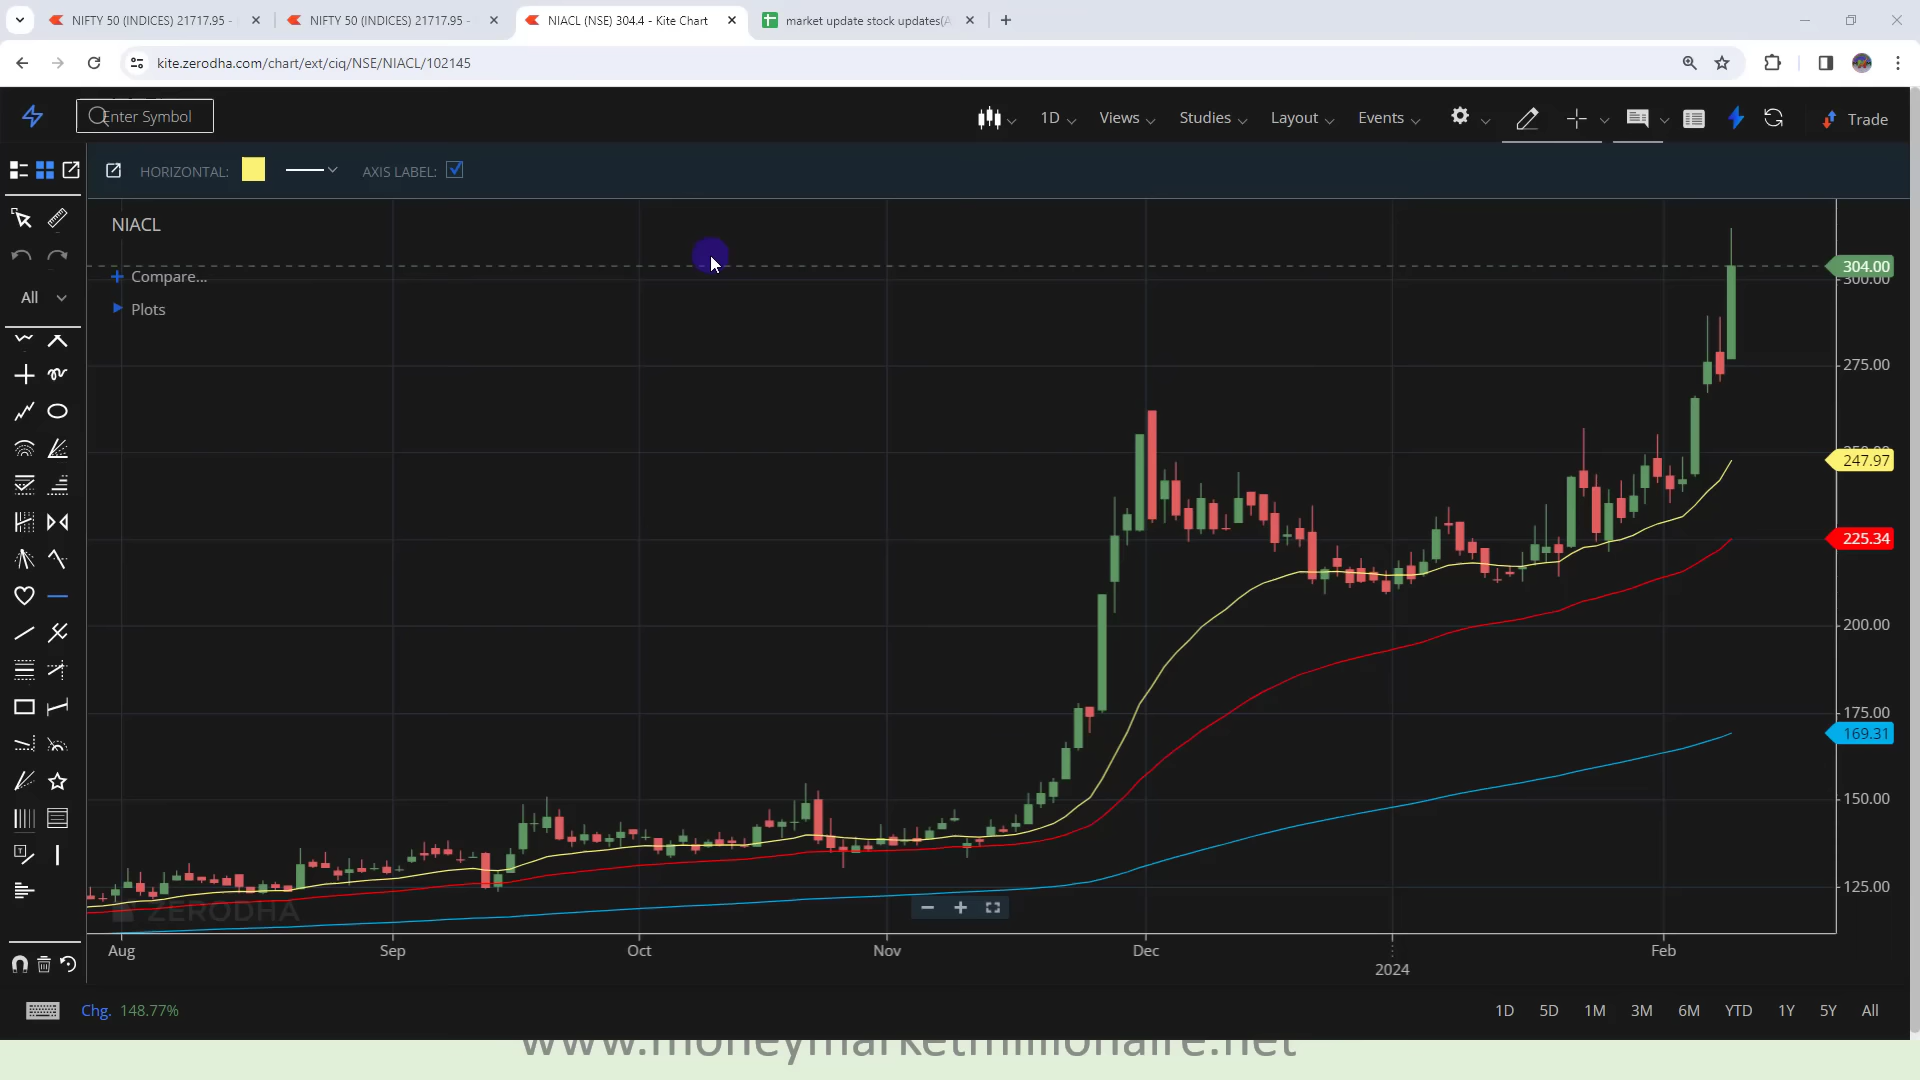 NIFTY 50 (INDICES) 21717.95 -
NIFTY 50 (INDICES) 21717.95 -
NIACL (NSE) 304.4 - Kite Chart
market update stock updates(A
kite.zerodha.com/chart/ext/ciq/NSE/NIACL/102145
Enter Symbol
1D
Views
Studies
Layout
Events
Trade
HORIZONTAL:
AXIS LABEL:
NIACL
Compare...
Plots
All
304.00
300.00
275.00
250.00
247.97
225.34
200.00
175.00
169.31
150.00
125.00
ZERODHA
Aug
Sep
Oct
Nov
Dec
2024
Feb
Chg. 148.77%
1D
5D
1M
3M
6M
YTD
1Y
5Y
All
www.moneymarketmillionaire.net